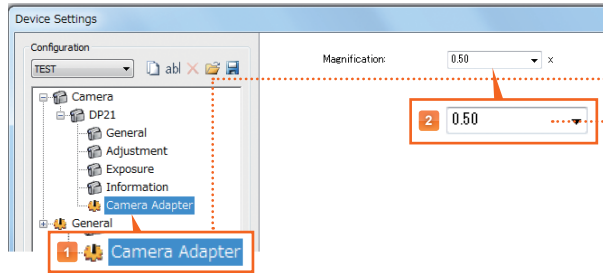 Device Settings
Configuration
TEST
abl
Magnification:
0.50
x
Camera
DP21
General
Adjustment
Exposure
Information
Camera Adapter
General
2
0.50
1
Camera Adapter